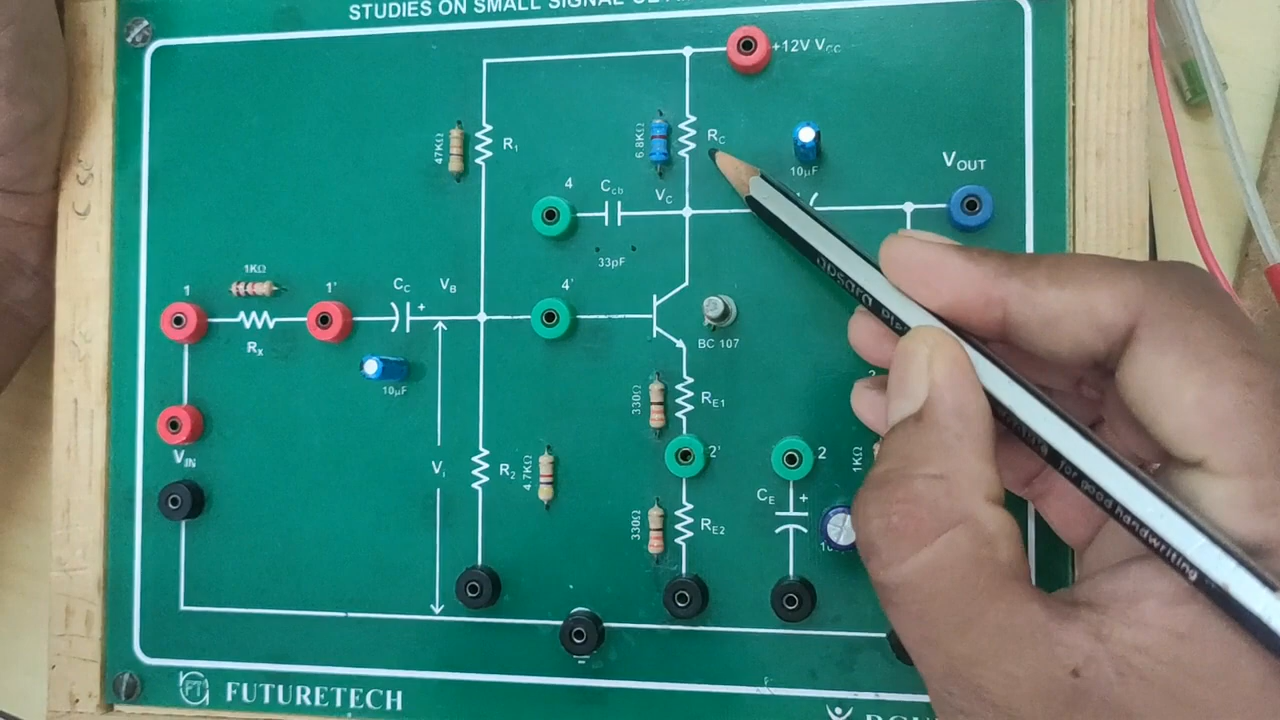 STUDIES ON SMALL SIGNAL
+12V VCC
47KΩ
R1
6.8KΩ
RC
10µF
VOUT
4
Ccb
VC
33pF
1KΩ
1
1'
CC
+
VB
4'
RX
10µF
BC 107
330Ω
RE1
VIN
Vi
R2
4.7KΩ
2'
2
1KΩ
CE
+
330Ω
RE2
FT
FUTURETECH
apsara
for good handwriting